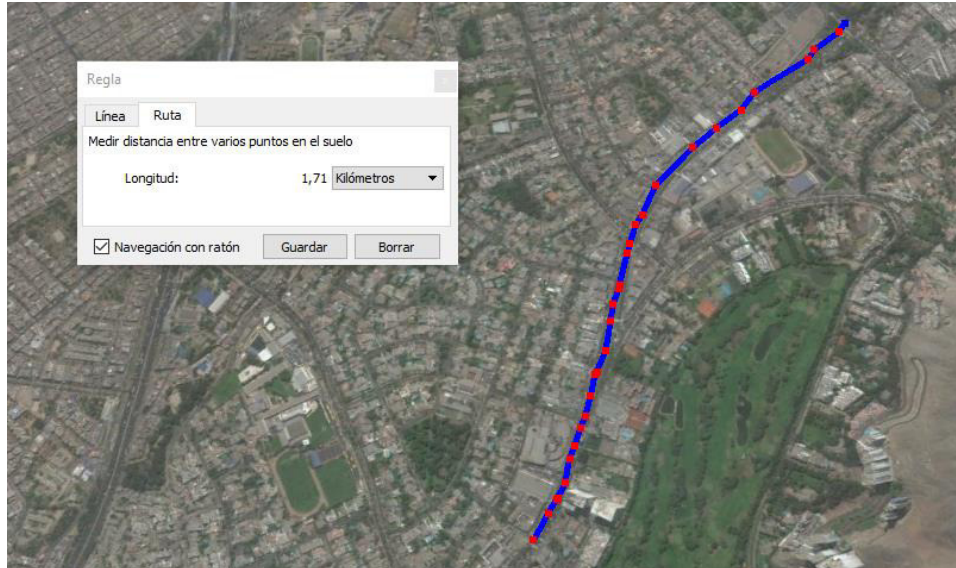 Regla
Línea Ruta
Medir distancia entre varios puntos en el suelo
Longitud: 1,71 Kilómetros
Navegación con ratón Guardar Borrar